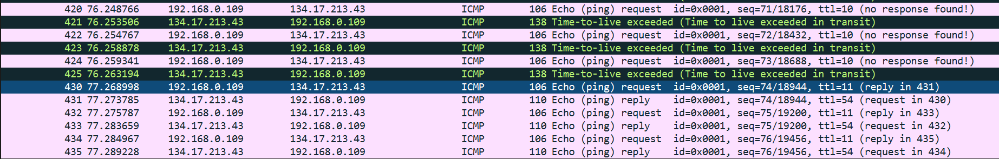 420 76.248766 192.168.0.109 134.17.213.43 ICMP 106 Echo (ping) request id=0x0001, seq=71/18176, ttl=10 (no response found!)
421 76.253506 134.17.213.43 192.168.0.109 ICMP 138 Time-to-live exceeded (Time to live exceeded in transit)
422 76.254767 192.168.0.109 134.17.213.43 ICMP 106 Echo (ping) request id=0x0001, seq=72/18432, ttl=10 (no response found!)
423 76.258878 134.17.213.43 192.168.0.109 ICMP 138 Time-to-live exceeded (Time to live exceeded in transit)
424 76.259341 192.168.0.109 134.17.213.43 ICMP 106 Echo (ping) request id=0x0001, seq=73/18688, ttl=10 (no response found!)
425 76.263194 134.17.213.43 192.168.0.109 ICMP 138 Time-to-live exceeded (Time to live exceeded in transit)
430 77.268998 192.168.0.109 134.17.213.43 ICMP 106 Echo (ping) request id=0x0001, seq=74/18944, ttl=11 (reply in 431)
431 77.273785 134.17.213.43 192.168.0.109 ICMP 110 Echo (ping) reply id=0x0001, seq=74/18944, ttl=54 (request in 430)
432 77.275787 192.168.0.109 134.17.213.43 ICMP 106 Echo (ping) request id=0x0001, seq=75/19200, ttl=11 (reply in 433)
433 77.283659 134.17.213.43 192.168.0.109 ICMP 110 Echo (ping) reply id=0x0001, seq=75/19200, ttl=54 (request in 432)
434 77.284967 192.168.0.109 134.17.213.43 ICMP 106 Echo (ping) request id=0x0001, seq=76/19456, ttl=11 (reply in 435)
435 77.289228 134.17.213.43 192.168.0.109 ICMP 110 Echo (ping) reply id=0x0001, seq=76/19456, ttl=54 (request in 434)